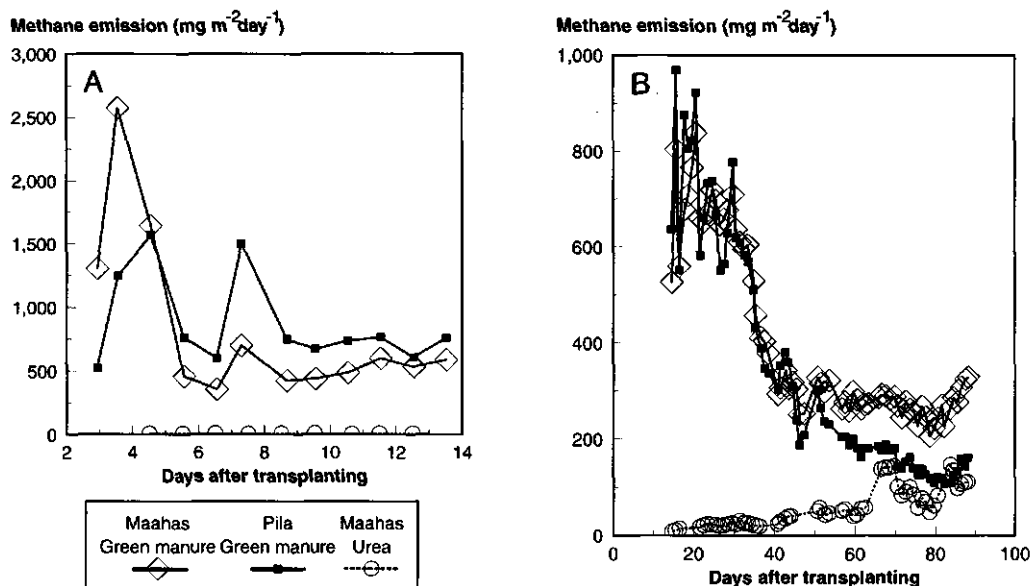 Methane emission (mg m⁻²day⁻¹)
3,000
2,500
2,000
1,500
1,000
500
0
A
2 4 6 8 10 12 14
Days after transplanting
Maahas Pila Maahas
Green manure Green manure Urea
Methane emission (mg m⁻²day⁻¹)
1,000
800
600
400
200
0
B
0 20 40 60 80 100
Days after transplanting